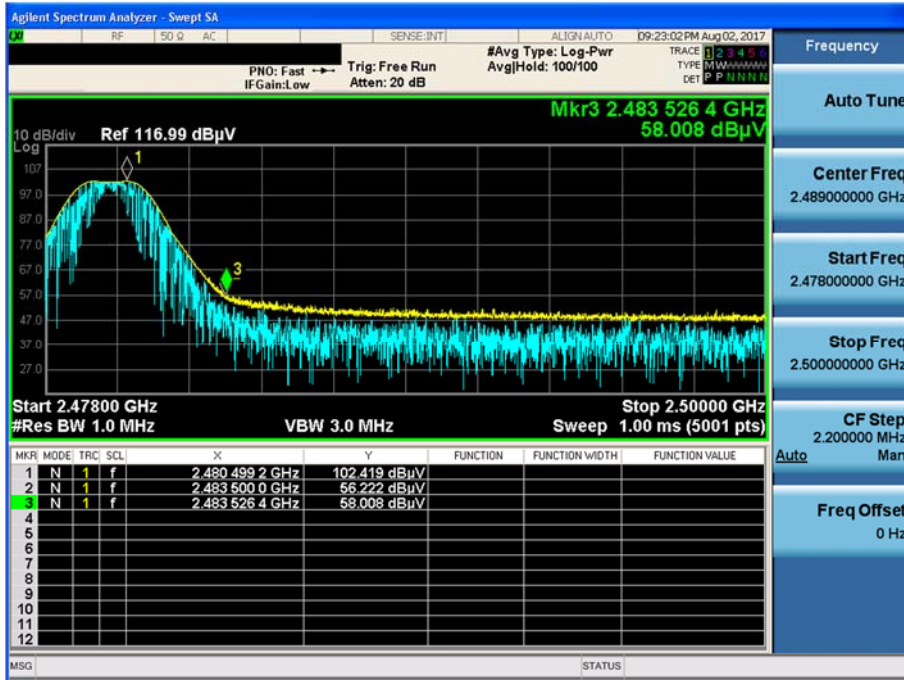 Agilent Spectrum Analyzer - Swept SA
RF 50 Ω AC SENSE:INT ALIGN AUTO 09:23:02 PM Aug 02, 2017
PNO: Fast Trig: Free Run #Avg Type: Log-Pwr TRACE 1 2 3 4 5 6
IFGain:Low Atten: 20 dB Avg|Hold: 100/100 TYPE M
DET P P N N N N
Mkr3 2.483 526 4 GHz
58.008 dBµV
10 dB/div Ref 116.99 dBµV
Log
107
97.0
87.0
77.0
67.0
57.0
47.0
37.0
27.0
1
3
Start 2.47800 GHz Stop 2.50000 GHz
#Res BW 1.0 MHz VBW 3.0 MHz Sweep 1.00 ms (5001 pts)
MKR MODE TRC SCL X Y FUNCTION FUNCTION WIDTH FUNCTION VALUE
1 N 1 f 2.480 499 2 GHz 102.419 dBµV
2 N 1 f 2.483 500 0 GHz 56.222 dBµV
3 N 1 f 2.483 526 4 GHz 58.008 dBµV
4
5
6
7
8
9
10
11
12
MSG STATUS
Frequency
Auto Tune
Center Freq
2.489000000 GHz
Start Freq
2.478000000 GHz
Stop Freq
2.500000000 GHz
CF Step
2.200000 MHz
Auto Man
Freq Offset
0 Hz